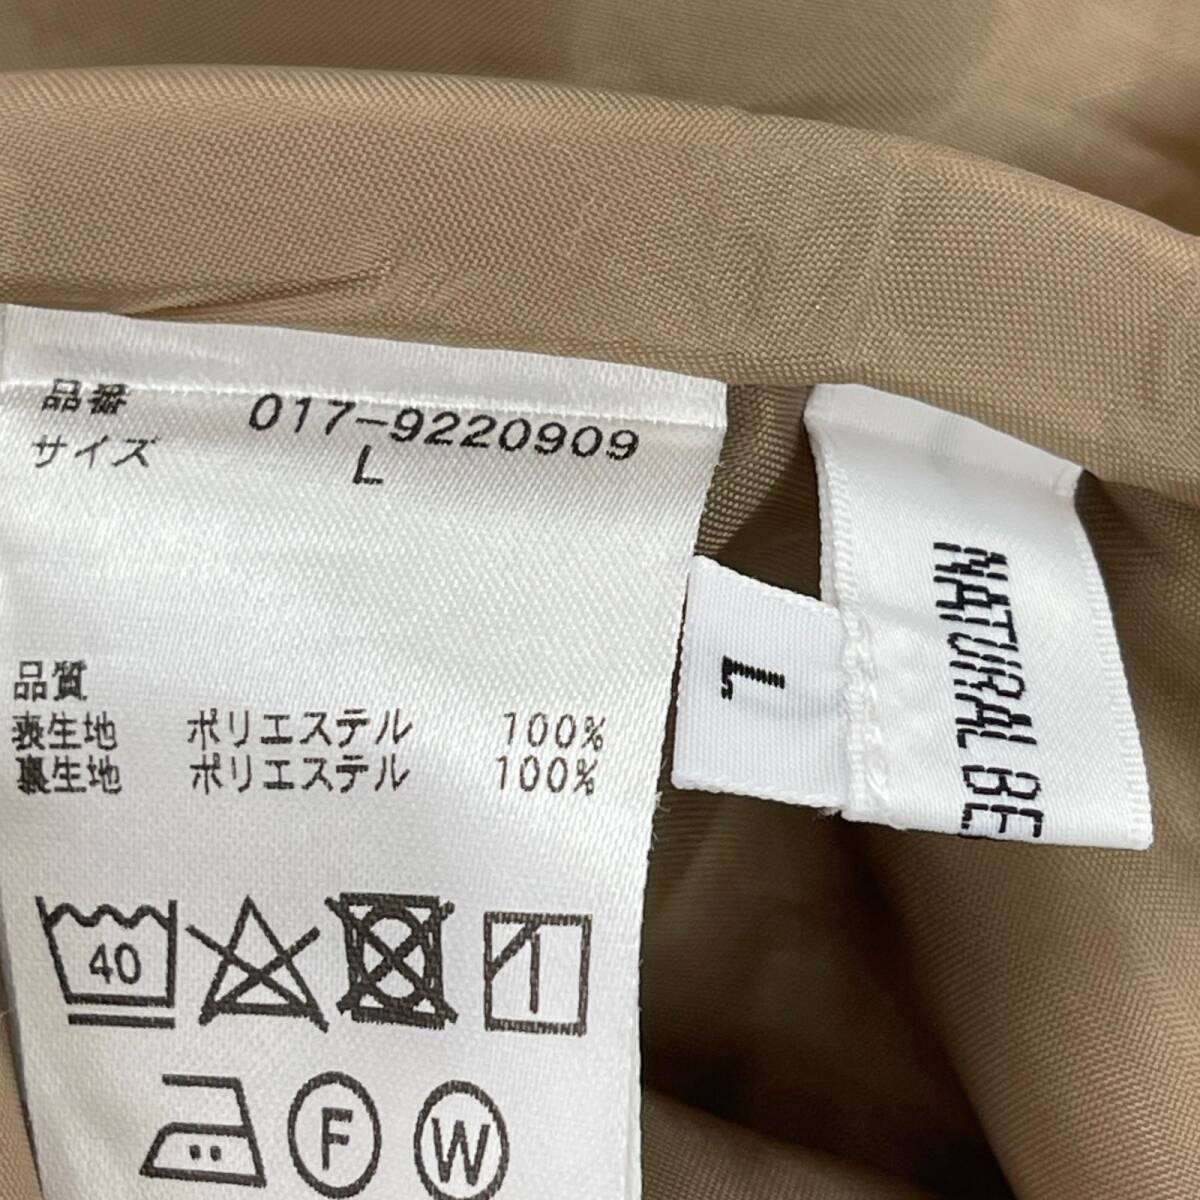 品番 017-9220909
サイズ L
品質
表生地 ポリエステル 100%
裏生地 ポリエステル 100%
40
F
W
L
NATURAL BE